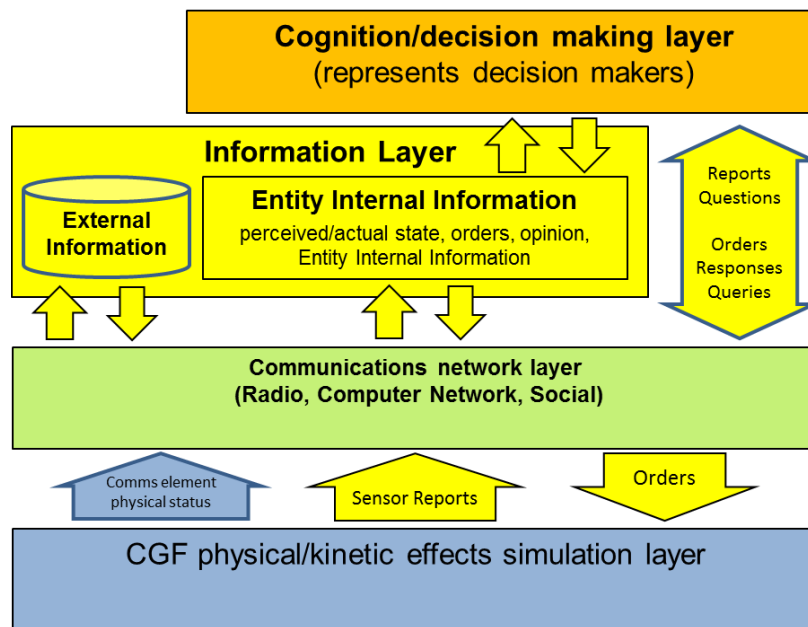 Cognition/decision making layer
(represents decision makers)
Information Layer
External
Information
Entity Internal Information
perceived/actual state, orders, opinion,
Entity Internal Information
Reports
Questions
Orders
Responses
Queries
Communications network layer
(Radio, Computer Network, Social)
Comms element
physical status
Sensor Reports
Orders
CGF physical/kinetic effects simulation layer